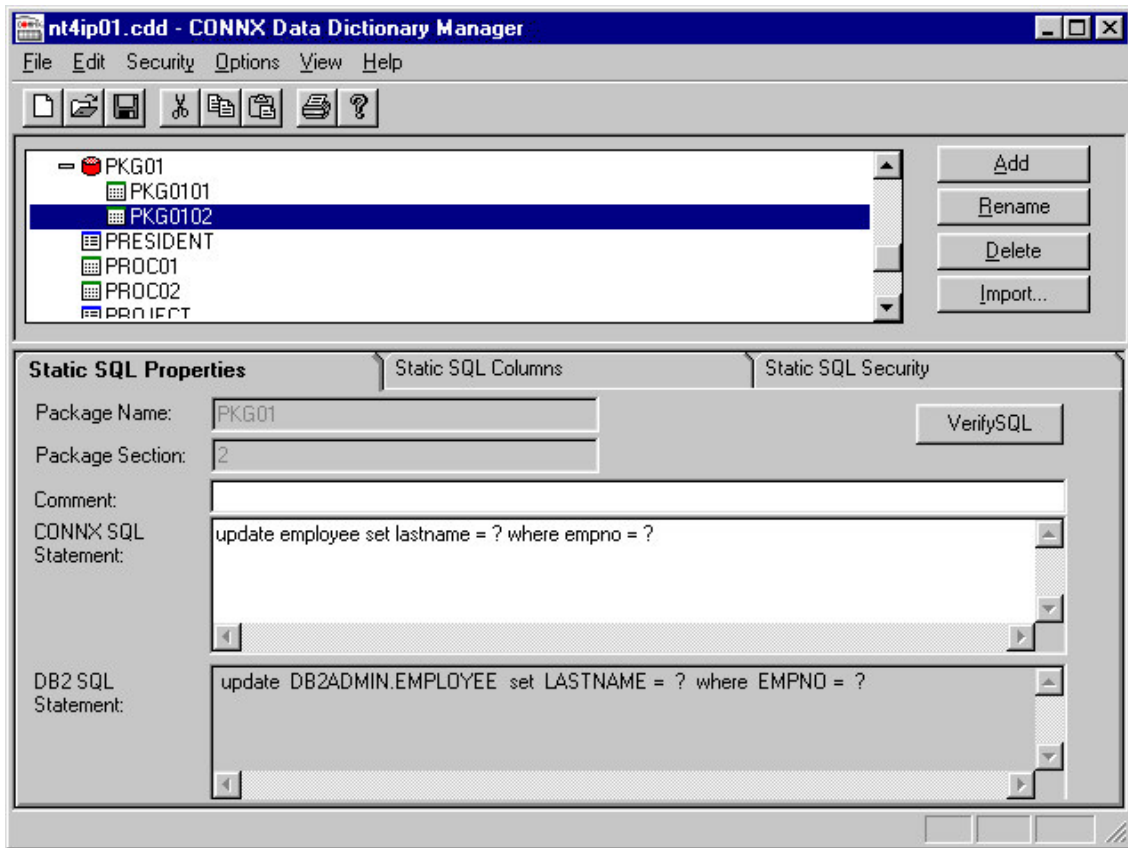 nt4ip01.cdd - CONNX Data Dictionary Manager
File Edit Security Options View Help
PKG01
PKG0101
PKG0102
PRESIDENT
PROC01
PROC02
PROJECT
Add
Rename
Delete
Import...
Static SQL Properties Static SQL Columns Static SQL Security
Package Name: PKG01 VerifySQL
Package Section: 2
Comment:
CONNX SQL Statement: update employee set lastname = ? where empno = ?
DB2 SQL Statement: update DB2ADMIN.EMPLOYEE set LASTNAME = ? where EMPNO = ?